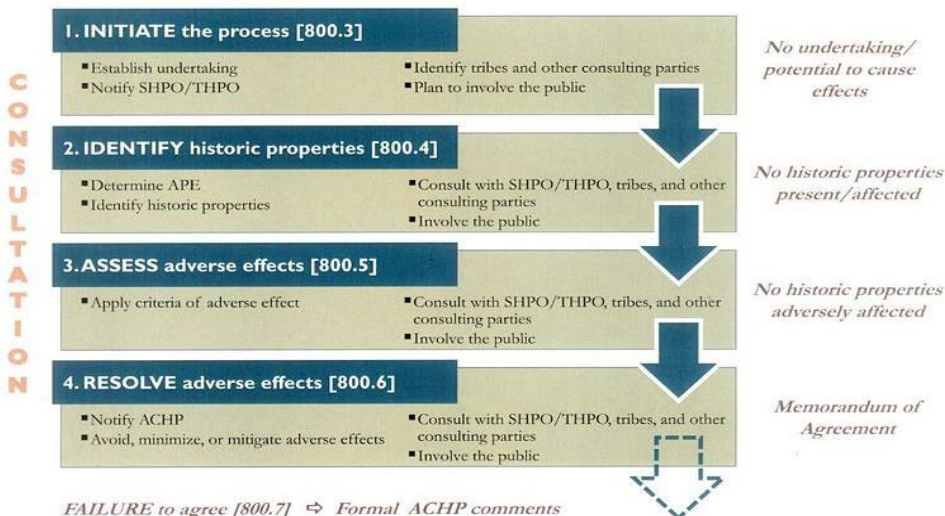 CONSULTATION
1. INITIATE the process [800.3]
▪ Establish undertaking
▪ Notify SHPO/THPO
▪ Identify tribes and other consulting parties
▪ Plan to involve the public
No undertaking/
potential to cause
effects
2. IDENTIFY historic properties [800.4]
▪ Determine APE
▪ Identify historic properties
▪ Consult with SHPO/THPO, tribes, and other
consulting parties
▪ Involve the public
No historic properties
present/affected
3. ASSESS adverse effects [800.5]
▪ Apply criteria of adverse effect
▪ Consult with SHPO/THPO, tribes, and other
consulting parties
▪ Involve the public
No historic properties
adversely affected
4. RESOLVE adverse effects [800.6]
▪ Notify ACHP
▪ Avoid, minimize, or mitigate adverse effects
▪ Consult with SHPO/THPO, tribes, and other
consulting parties
▪ Involve the public
Memorandum of
Agreement
FAILURE to agree [800.7] ⇨ Formal ACHP comments